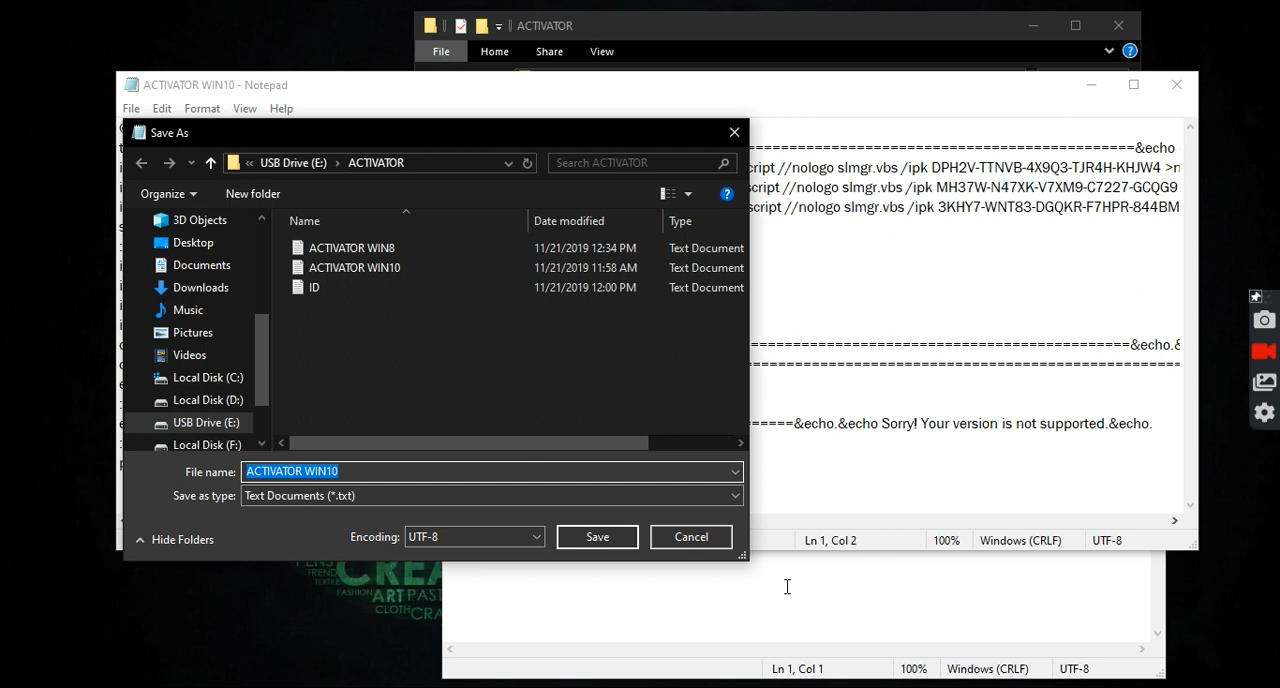 ACTIVATOR
File Home Share View
ACTIVATOR WIN10 - Notepad
File Edit Format View Help
Save As
USB Drive (E:) › ACTIVATOR
Search ACTIVATOR
Organize New folder
3D Objects
Desktop
Documents
Downloads
Music
Pictures
Videos
Local Disk (C:)
Local Disk (D:)
USB Drive (E:)
Local Disk (F:)
Name Date modified Type
ACTIVATOR WIN8 11/21/2019 12:34 PM Text Document
ACTIVATOR WIN10 11/21/2019 11:58 AM Text Document
ID 11/21/2019 12:00 PM Text Document
File name: ACTIVATOR WIN10
Save as type: Text Documents (*.txt)
Hide Folders Encoding: UTF-8 Save Cancel
&echo
cript //nologo slmgr.vbs /ipk DPH2V-TTNVB-4X9Q3-TJR4H-KHJW4 >n
cript //nologo slmgr.vbs /ipk MH37W-N47XK-V7XM9-C7227-GCQG9
script //nologo slmgr.vbs /ipk 3KHY7-WNT83-DGQKR-F7HPR-844BM
&echo.&
=====&echo.&echo Sorry! Your version is not supported.&echo.
Ln 1, Col 2 100% Windows (CRLF) UTF-8
TREND
FASHION
ART PAST
CLOTH CRA
Ln 1, Col 1 100% Windows (CRLF) UTF-8